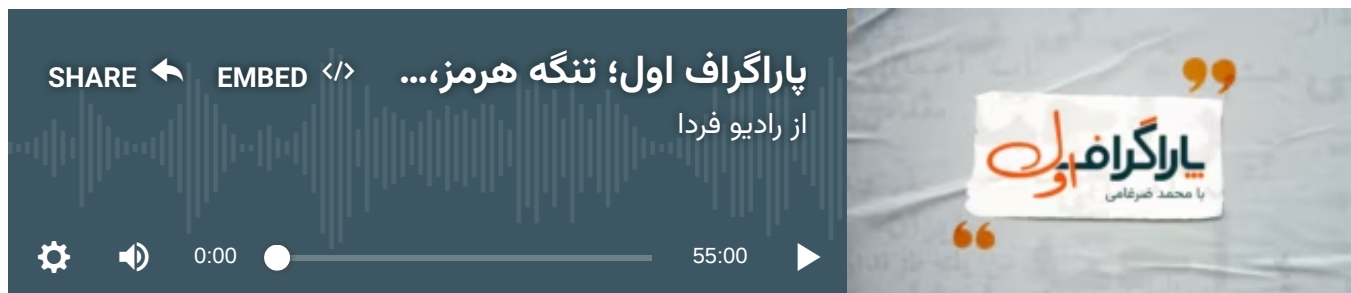 پاراگراف اول؛ تنگه هرمز،...
EMBED
SHARE
از رادیو فردا
0:00
55:00
پاراگراف اول
با محمد ضرغامی